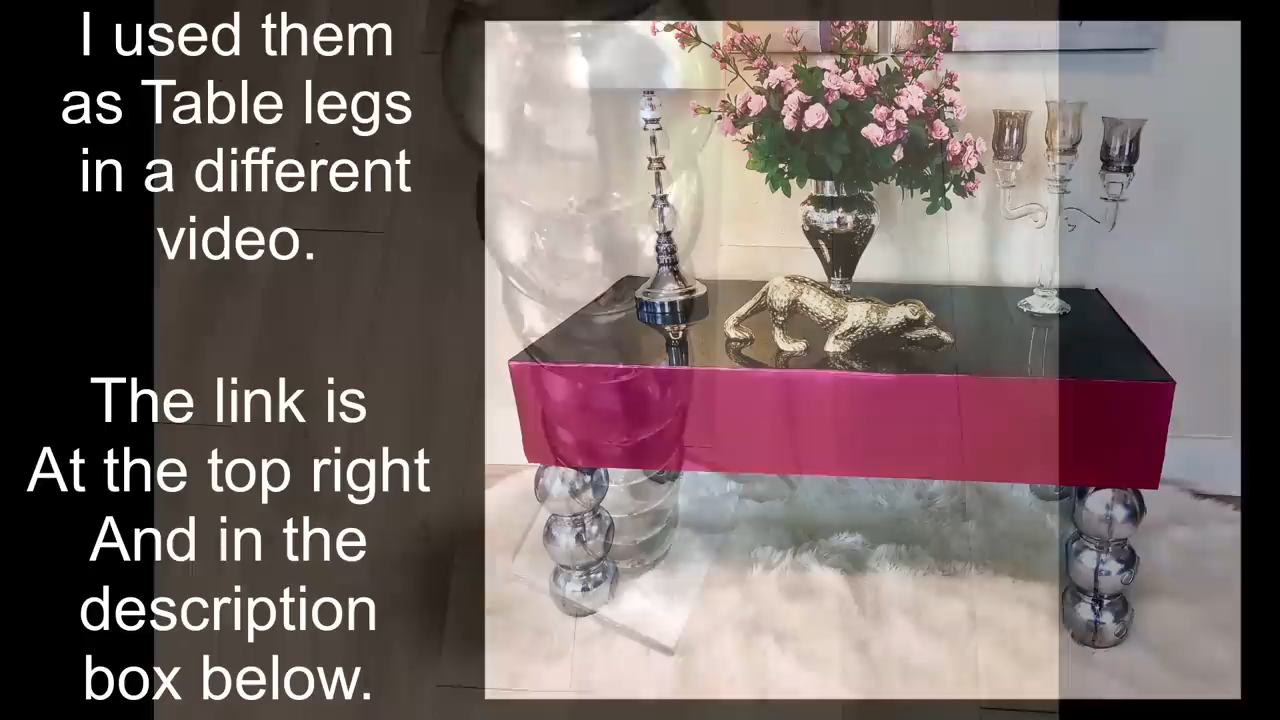 I used them
as Table legs
in a different
video.
The link is
At the top right
And in the
description
box below.